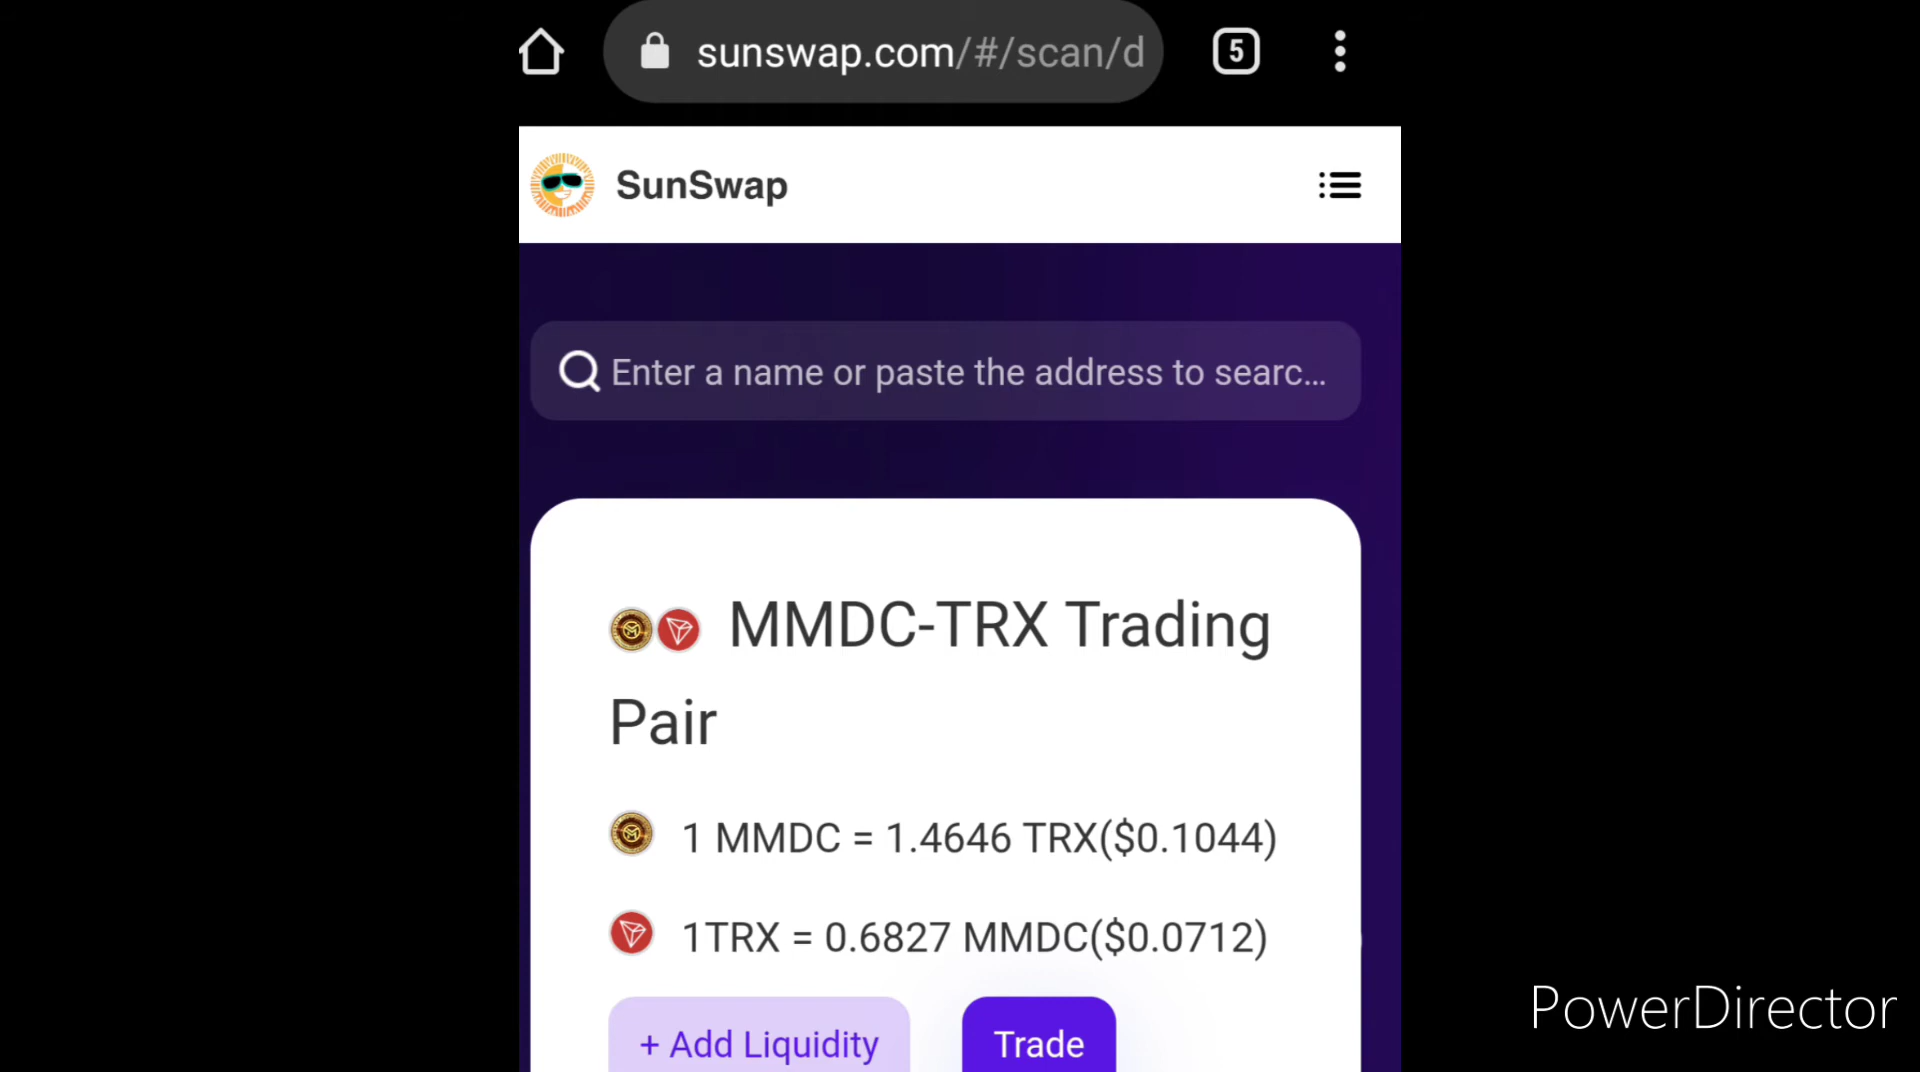 sunswap.com/#/scan/d
5
SunSwap
Enter a name or paste the address to searc...
MMDC-TRX Trading
Pair
1 MMDC = 1.4646 TRX($0.1044)
1TRX = 0.6827 MMDC($0.0712)
+ Add Liquidity
Trade
PowerDirector